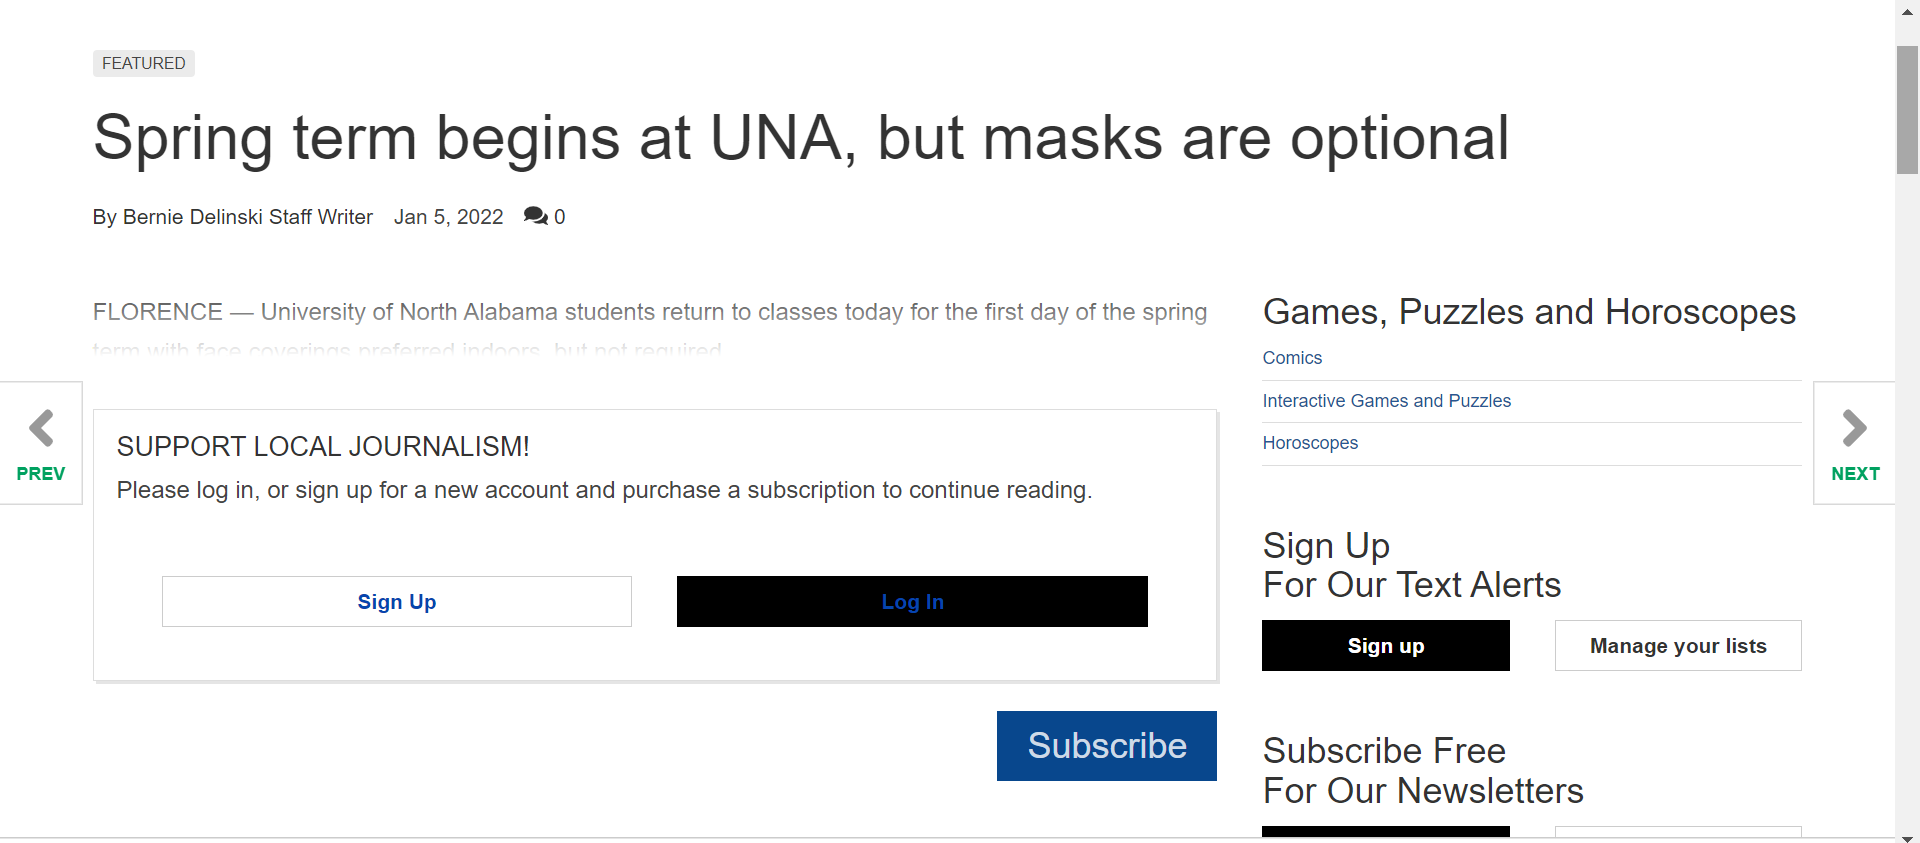 FEATURED
Spring term begins at UNA, but masks are optional
By Bernie Delinski Staff Writer Jan 5, 2022 0
FLORENCE — University of North Alabama students return to classes today for the first day of the spring
term with face coverings preferred indoors, but not required.
PREV
SUPPORT LOCAL JOURNALISM!
Please log in, or sign up for a new account and purchase a subscription to continue reading.
Sign Up
Log In
Subscribe
Games, Puzzles and Horoscopes
Comics
Interactive Games and Puzzles
Horoscopes
NEXT
Sign Up
For Our Text Alerts
Sign up
Manage your lists
Subscribe Free
For Our Newsletters